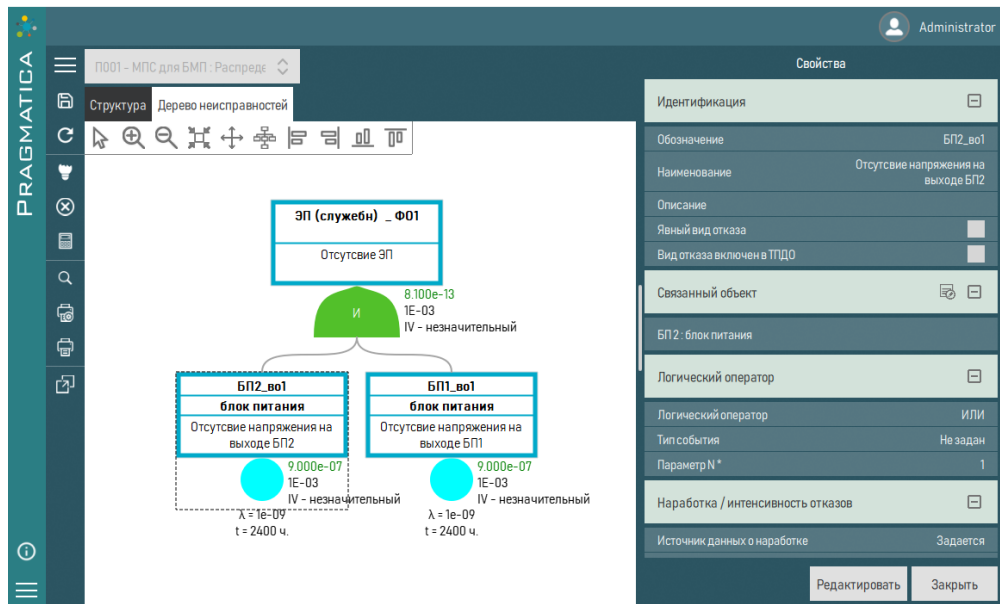 Administrator
PRAGMATICA
П001 - МПС для БМП : Распреде
Структура
Дерево неисправностей
ЭП (служебн) _ Ф01
Отсутсвие ЭП
И
8.100e-13
1E-03
IV - незначительный
БП2_во1
блок питания
Отсутсвие напряжения на
выходе БП2
9.000e-07
1E-03
IV - незначительный
λ = 1e-09
t = 2400 ч.
БП1_во1
блок питания
Отсутсвие напряжения на
выходе БП1
9.000e-07
1E-03
IV - незначительный
λ = 1e-09
t = 2400 ч.
Свойства
Идентификация
Обозначение БП2_во1
Наименование Отсутсвие напряжения на
выходе БП2
Описание
Явный вид отказа
Вид отказа включен в ТПДО
Связанный объект
БП 2 : блок питания
Логический оператор
Логический оператор ИЛИ
Тип события Не задан
Параметр N * 1
Наработка / интенсивность отказов
Источник данных о наработке Задается
Редактировать
Закрыть